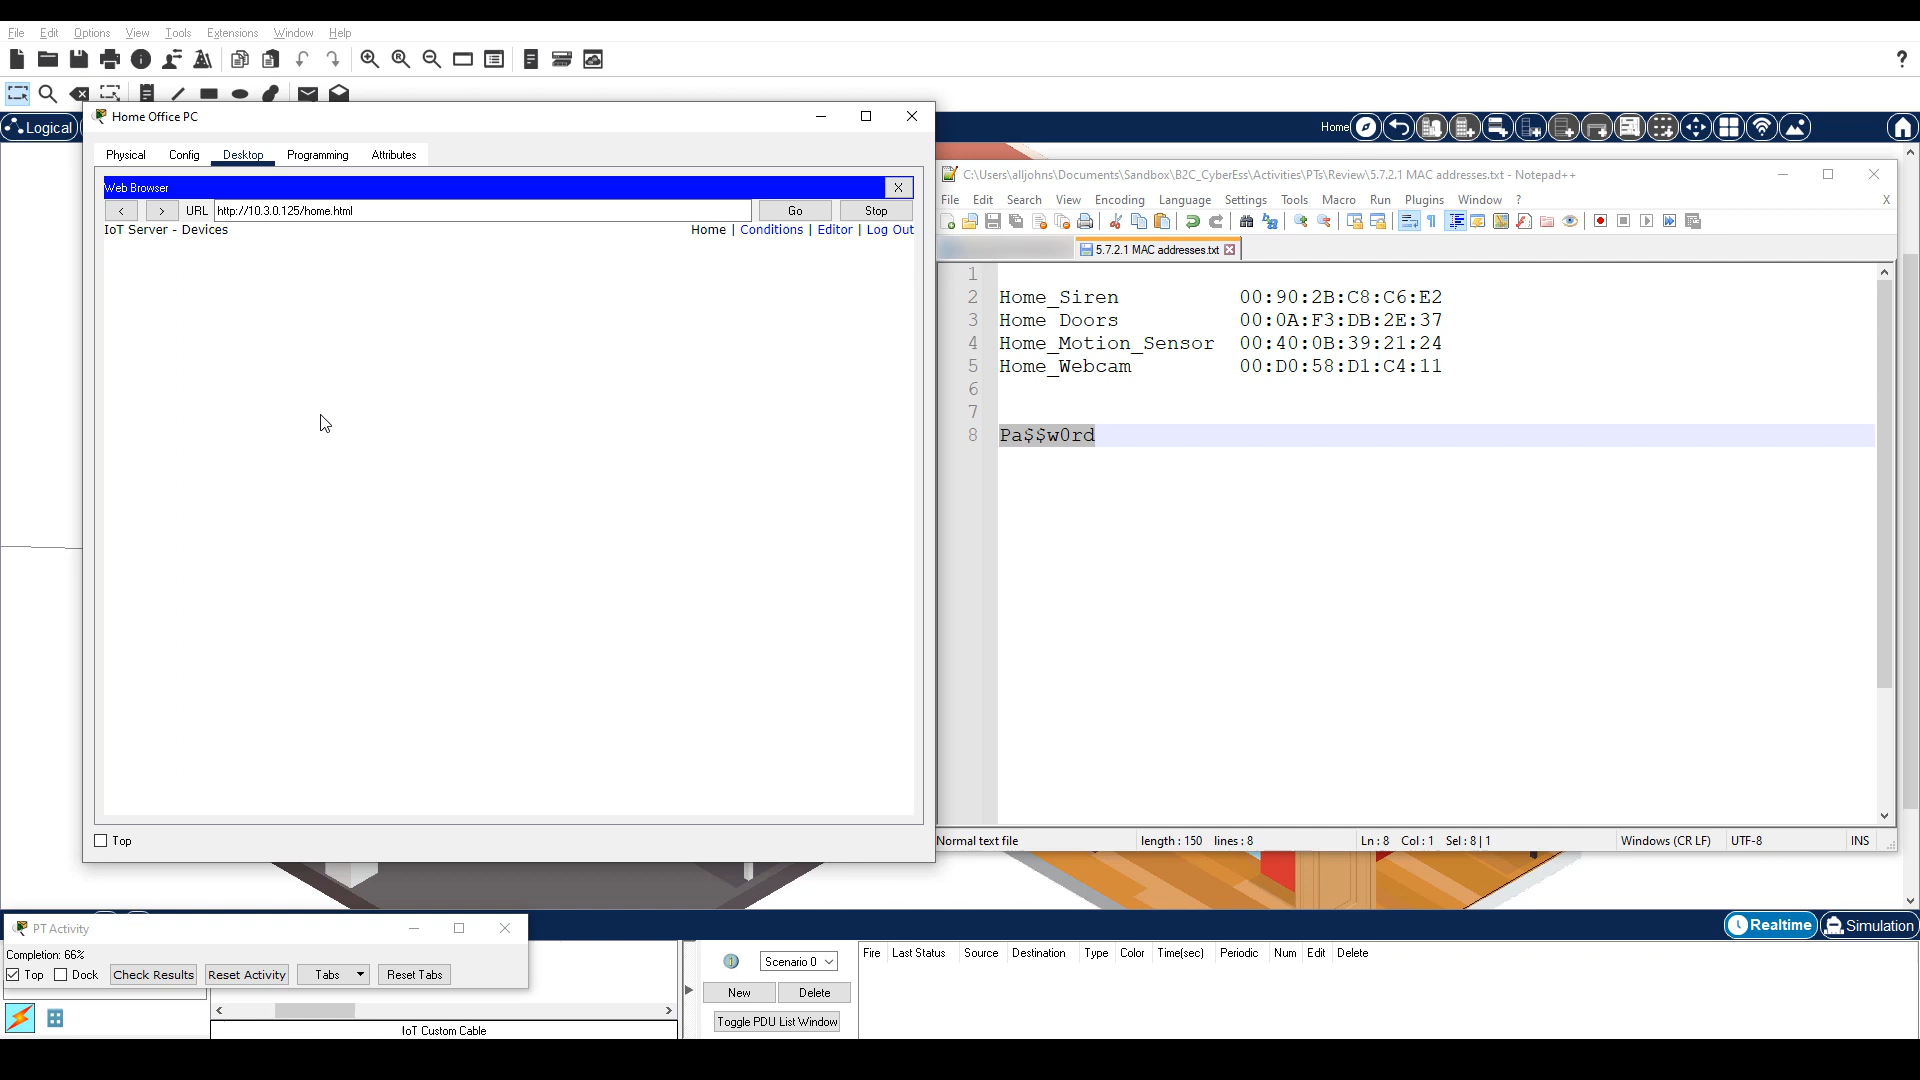 File Edit Options View Tools Extensions Window Help
?
Logical
Home
Home Office PC
Physical Config Desktop Programming Attributes
Web Browser X
< > URL http://10.3.0.125/home.html Go Stop
IoT Server - Devices Home | Conditions | Editor | Log Out
Top
C:\Users\alljohns\Documents\Sandbox\B2C_CyberEss\Activities\PTs\Review\5.7.2.1 MAC addresses.txt - Notepad++
File Edit Search View Encoding Language Settings Tools Macro Run Plugins Window ? X
5.7.2.1 MAC addresses.txt
1
2 Home_Siren 00:90:2B:C8:C6:E2
3 Home Doors 00:0A:F3:DB:2E:37
4 Home_Motion_Sensor 00:40:0B:39:21:24
5 Home_Webcam 00:D0:58:D1:C4:11
6
7
8 Pa$$w0rd
Normal text file length : 150 lines : 8 Ln : 8 Col : 1 Sel : 8 | 1 Windows (CR LF) UTF-8 INS
Realtime Simulation
PT Activity
Completion: 66%
Top Dock Check Results Reset Activity Tabs Reset Tabs
IoT Custom Cable
Scenario 0
New Delete
Toggle PDU List Window
Fire Last Status Source Destination Type Color Time(sec) Periodic Num Edit Delete